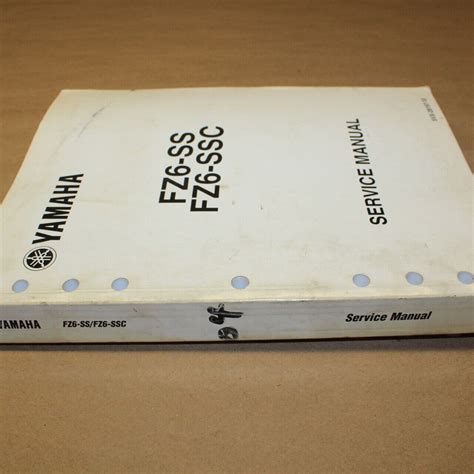 YAMAHA
FZ6-SS
FZ6-SSC
SERVICE MANUAL
YAMAHA
FZ6-SS/FZ6-SSC
Service Manual